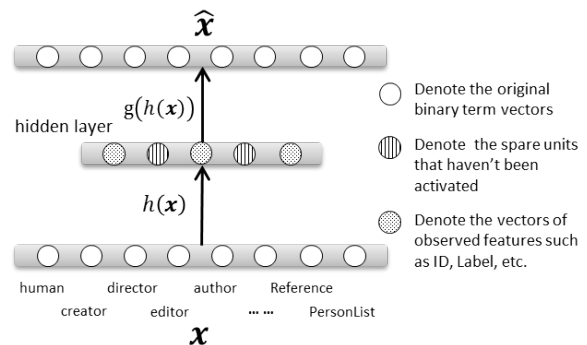 x̂
g(h(x))
hidden layer
h(x)
human director author Reference
creator editor ... ... PersonList
x
Denote the original
binary term vectors
Denote the spare units
that haven't been
activated
Denote the vectors of
observed features such
as ID, Label, etc.